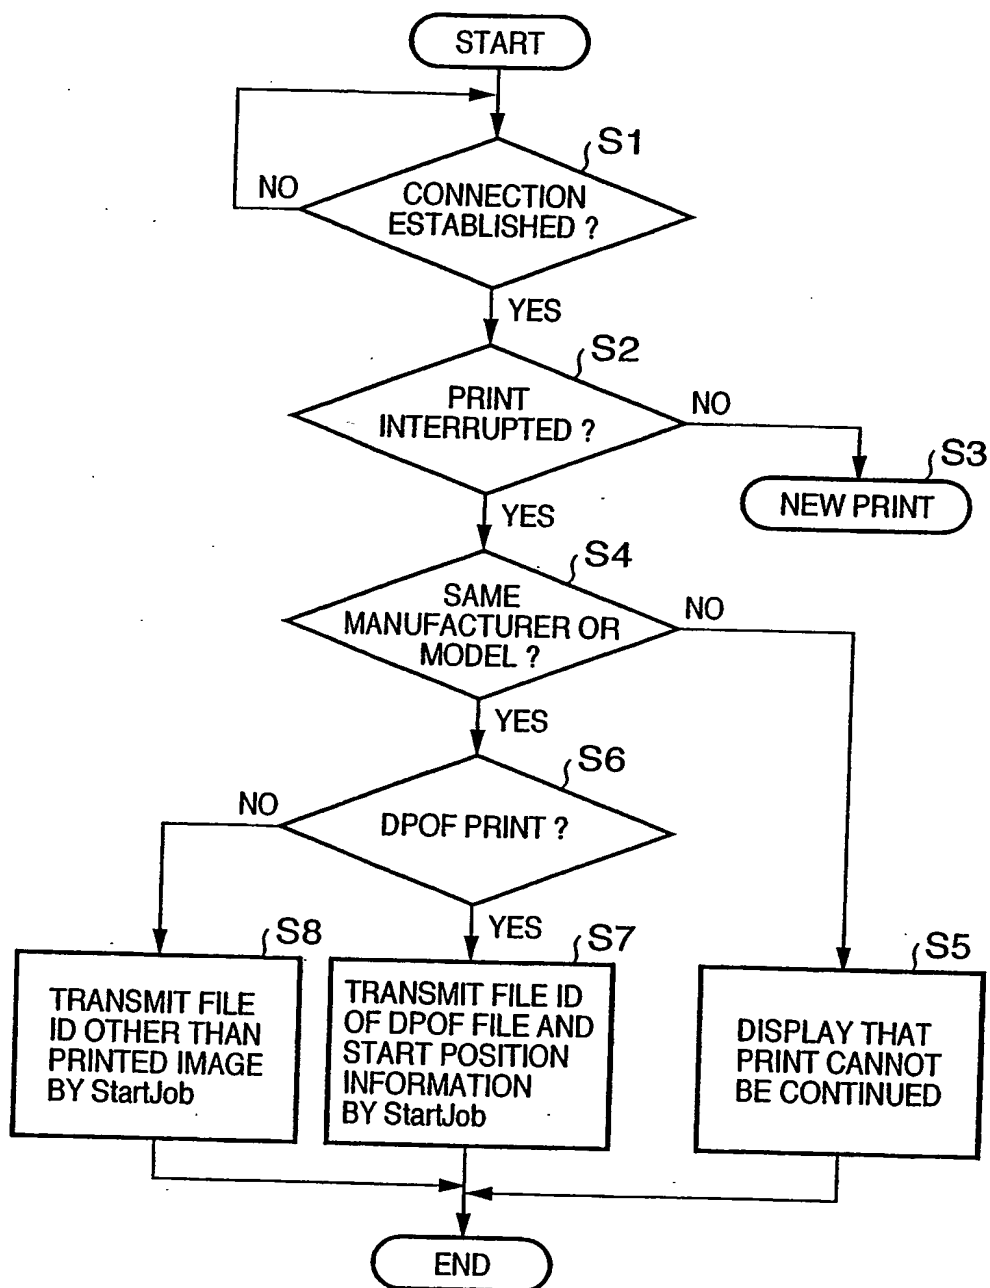 START
S1
NO
CONNECTION
ESTABLISHED ?
YES
S2
PRINT
INTERRUPTED ?
NO
S3
NEW PRINT
YES
S4
SAME
MANUFACTURER OR
MODEL ?
NO
YES
S6
NO
DPOF PRINT ?
YES
S8
TRANSMIT FILE
ID OTHER THAN
PRINTED IMAGE
BY StartJob
S7
TRANSMIT FILE ID
OF DPOF FILE AND
START POSITION
INFORMATION
BY StartJob
S5
DISPLAY THAT
PRINT CANNOT
BE CONTINUED
END